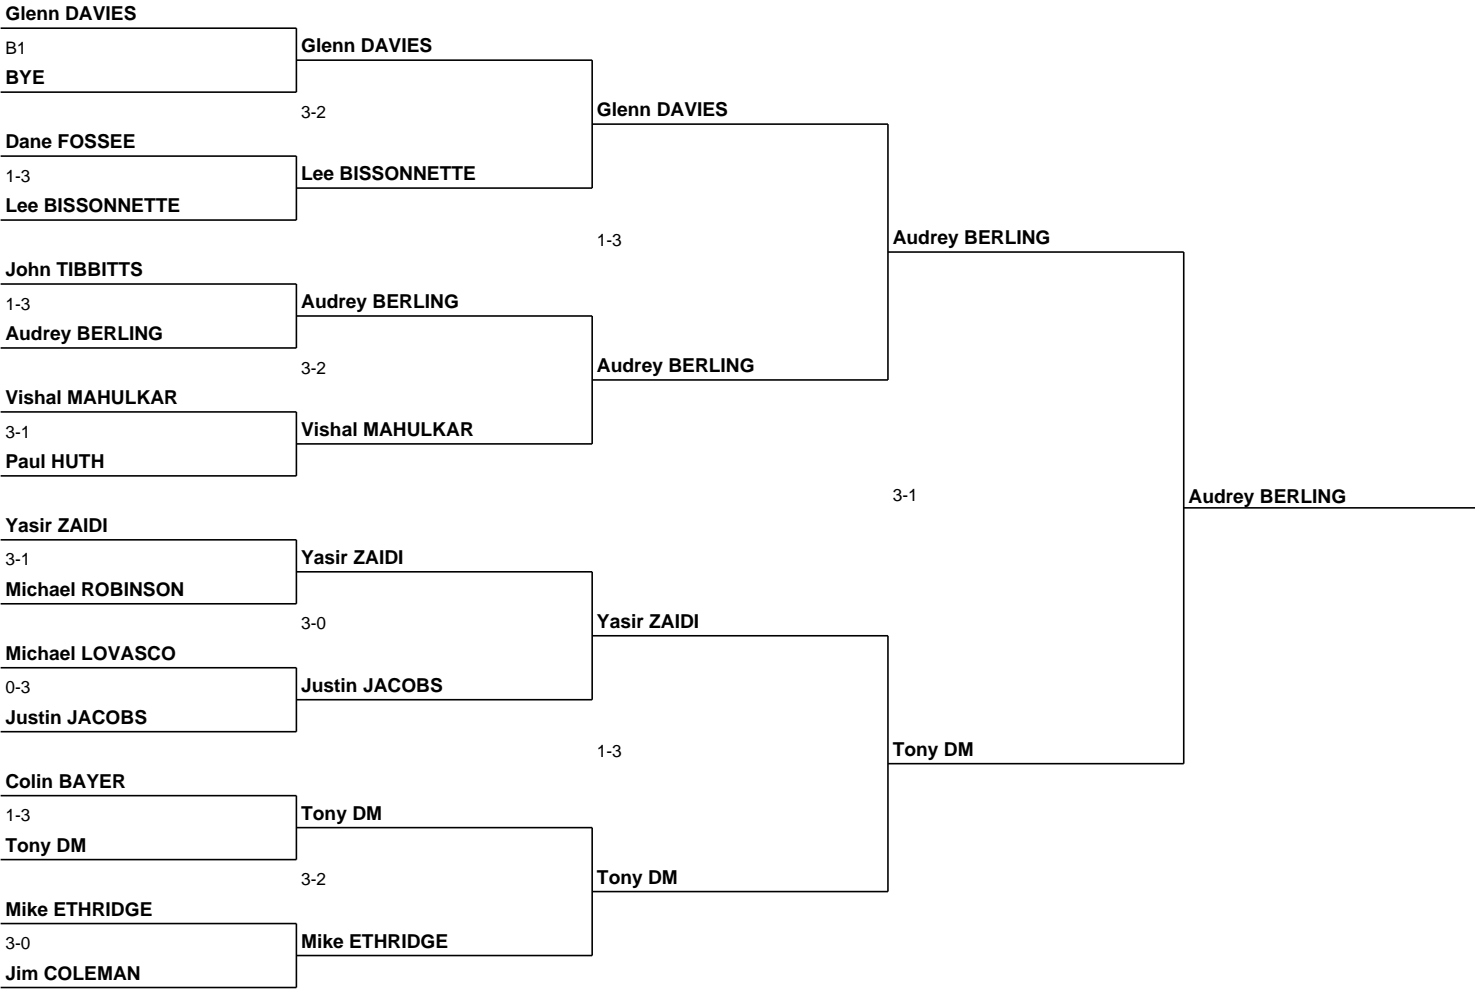 Glenn DAVIES
B1
BYE
Dane FOSSEE
1-3
Lee BISSONNETTE
John TIBBITTS
1-3
Audrey BERLING
Vishal MAHULKAR
3-1
Paul HUTH
Yasir ZAIDI
3-1
Michael ROBINSON
Michael LOVASCO
0-3
Justin JACOBS
Colin BAYER
1-3
Tony DM
Mike ETHRIDGE
3-0
Jim COLEMAN
Glenn DAVIES
3-2
Lee BISSONNETTE
Audrey BERLING
3-2
Vishal MAHULKAR
Yasir ZAIDI
3-0
Justin JACOBS
Tony DM
3-2
Mike ETHRIDGE
Glenn DAVIES
1-3
Audrey BERLING
Yasir ZAIDI
1-3
Tony DM
Audrey BERLING
3-1
Tony DM
Audrey BERLING